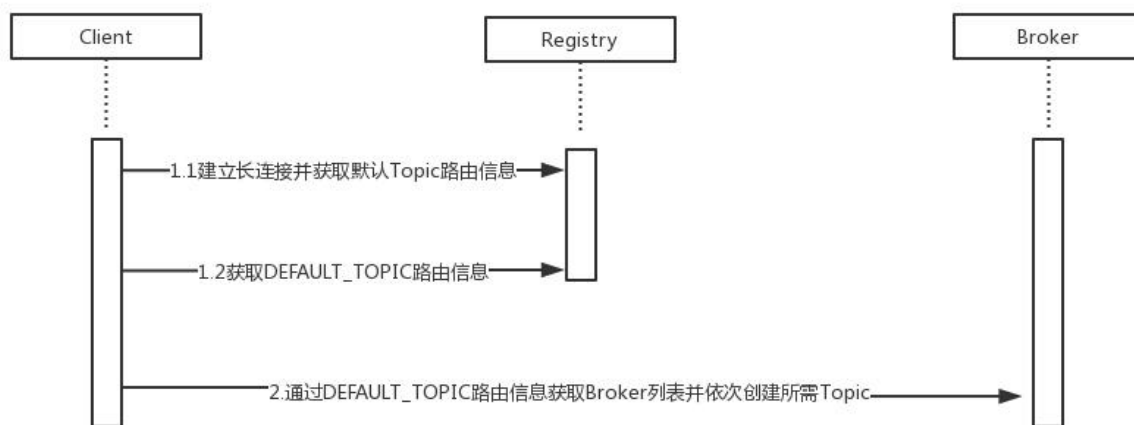 Client
Registry
Broker
1.1建立长连接并获取默认Topic路由信息
1.2获取DEFAULT_TOPIC路由信息
2.通过DEFAULT_TOPIC路由信息获取Broker列表并依次创建所需Topic